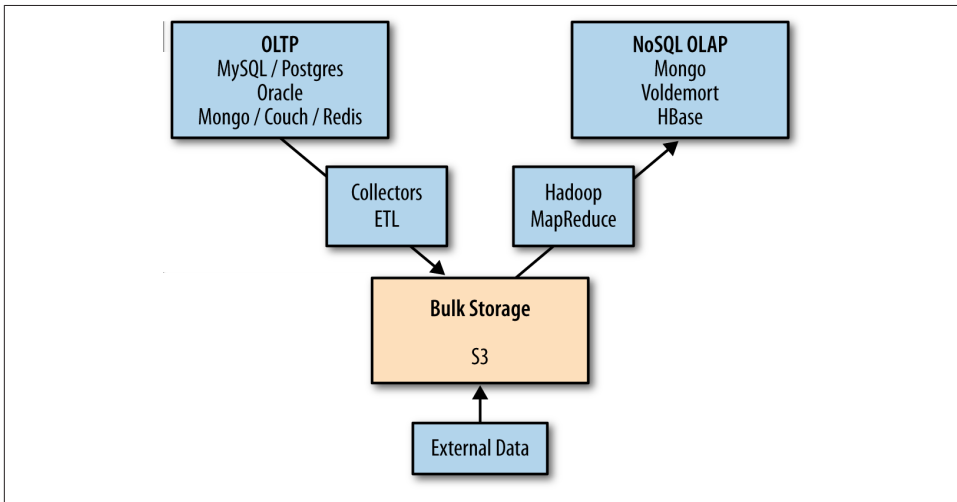 OLTP
MySQL / Postgres
Oracle
Mongo / Couch / Redis
NoSQL OLAP
Mongo
Voldemort
HBase
Collectors
ETL
Hadoop
MapReduce
Bulk Storage
S3
External Data